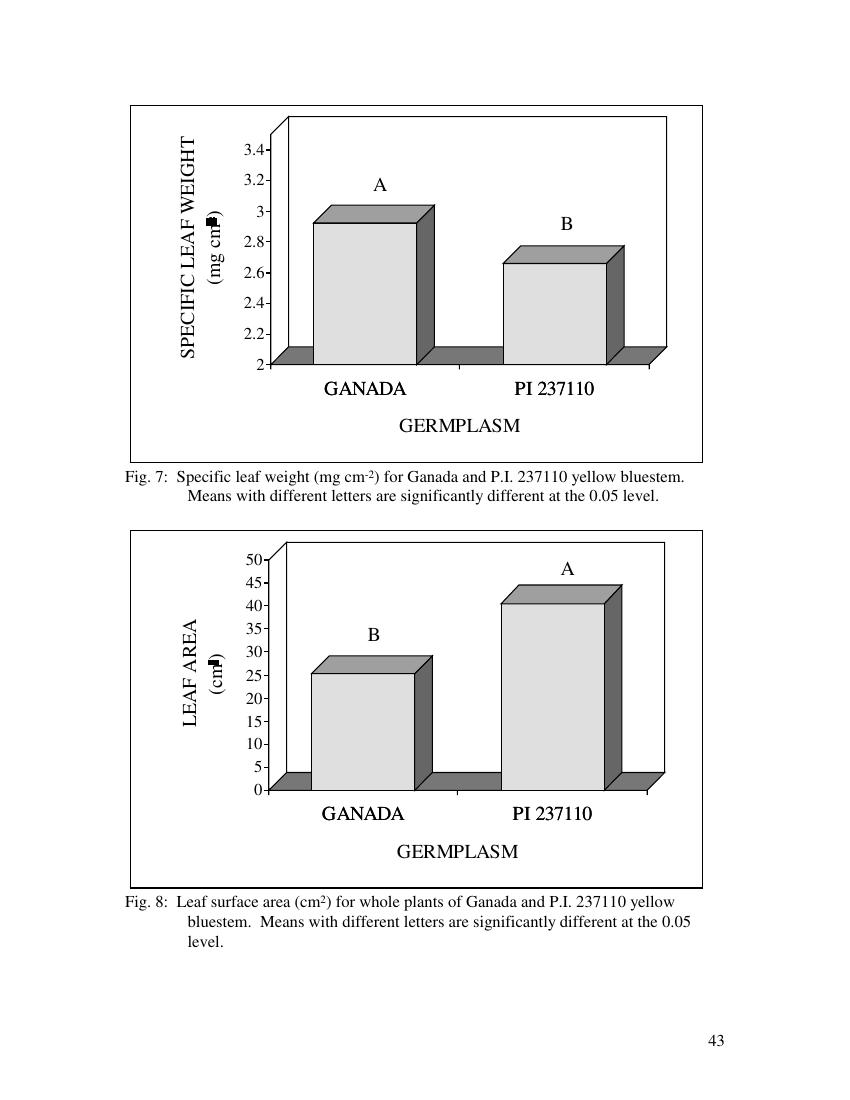 3.4
3.2
3
2.8
2.6
2.4
2.2
2
SPECIFIC LEAF WEIGHT
(mg cm
A
B
GANADA
PI 237110
GERMPLASM
Fig. 7: Specific leaf weight (mg cm-2) for Ganada and P.I. 237110 yellow bluestem.
Means with different letters are significantly different at the 0.05 level.
50
45
40
35
30
25
20
15
10
5
0
LEAF AREA
(cm
B
A
GANADA
PI 237110
GERMPLASM
Fig. 8: Leaf surface area (cm2) for whole plants of Ganada and P.I. 237110 yellow
bluestem. Means with different letters are significantly different at the 0.05
level.
43